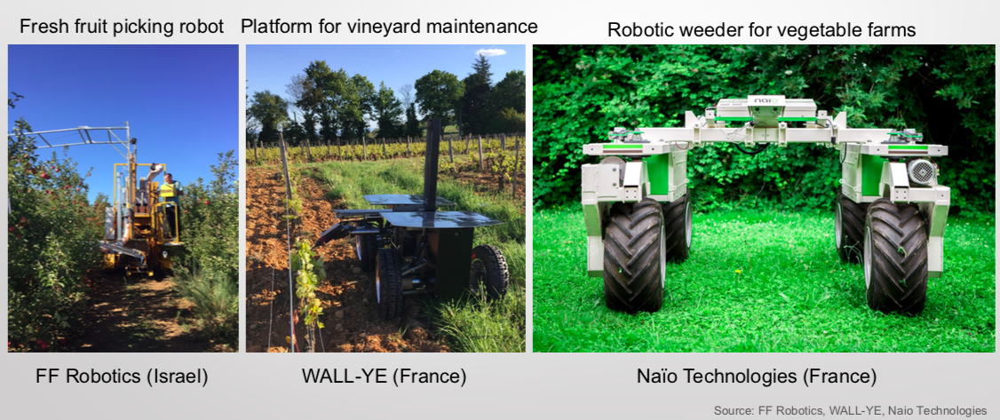 Fresh fruit picking robot
Platform for vineyard maintenance
Robotic weeder for vegetable farms
naïo
FF Robotics (Israel)
WALL-YE (France)
Naïo Technologies (France)
Source: FF Robotics, WALL-YE, Naio Technologies